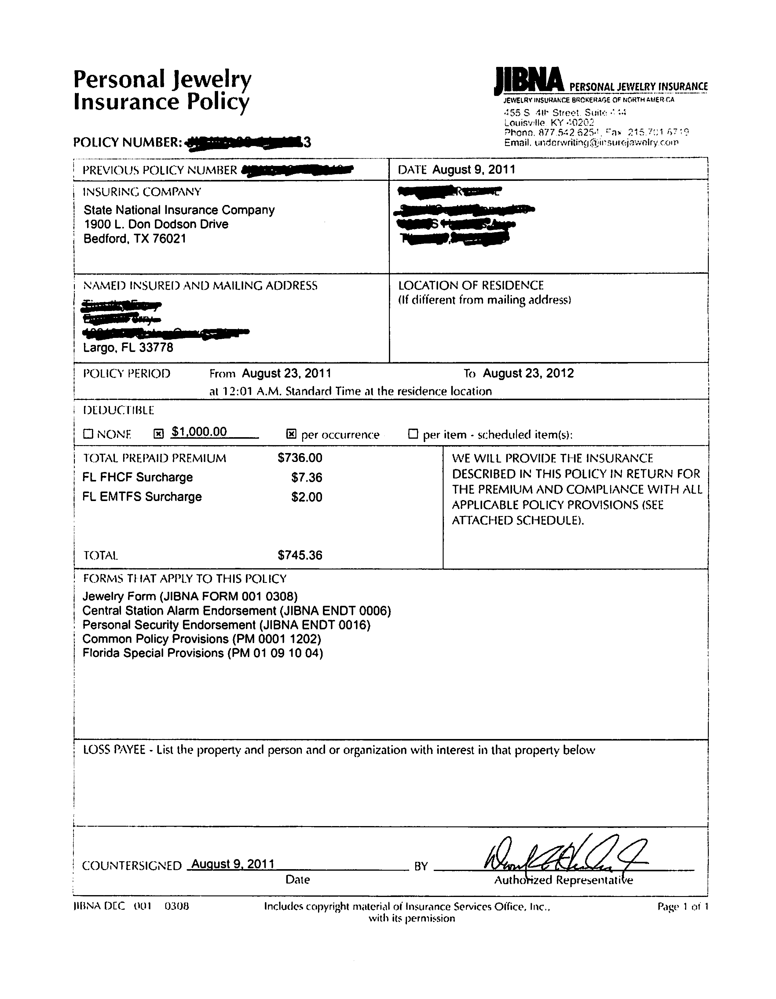 Personal Jewelry
Insurance Policy
JIBNA PERSONAL JEWELRY INSURANCE
JEWELRY INSURANCE BROKERAGE OF NORTH AMERICA
455 S 4th Street, Suite 444
Louisville, KY 40202
Phone. 877.542.6254, Fax 215.701.6719
Email. underwriting@insurejewelry.com
POLICY NUMBER: 3
PREVIOUS POLICY NUMBER
DATE August 9, 2011
INSURING COMPANY
State National Insurance Company
1900 L. Don Dodson Drive
Bedford, TX 76021
NAMED INSURED AND MAILING ADDRESS
Largo, FL 33778
LOCATION OF RESIDENCE
(If different from mailing address)
POLICY PERIOD From August 23, 2011 To August 23, 2012
at 12:01 A.M. Standard Time at the residence location
DEDUCTIBLE
☐ NONE ☒ $1,000.00 ☒ per occurrence ☐ per item - scheduled item(s):
TOTAL PREPAID PREMIUM $736.00
FL FHCF Surcharge $7.36
FL EMTFS Surcharge $2.00
TOTAL $745.36
WE WILL PROVIDE THE INSURANCE
DESCRIBED IN THIS POLICY IN RETURN FOR
THE PREMIUM AND COMPLIANCE WITH ALL
APPLICABLE POLICY PROVISIONS (SEE
ATTACHED SCHEDULE).
FORMS THAT APPLY TO THIS POLICY
Jewelry Form (JIBNA FORM 001 0308)
Central Station Alarm Endorsement (JIBNA ENDT 0006)
Personal Security Endorsement (JIBNA ENDT 0016)
Common Policy Provisions (PM 0001 1202)
Florida Special Provisions (PM 01 09 10 04)
LOSS PAYEE - List the property and person and or organization with interest in that property below
COUNTERSIGNED August 9, 2011 BY
Date
Authorized Representative
JIBNA DEC 001 0308
Includes copyright material of Insurance Services Office, Inc.,
with its permission
Page 1 of 1